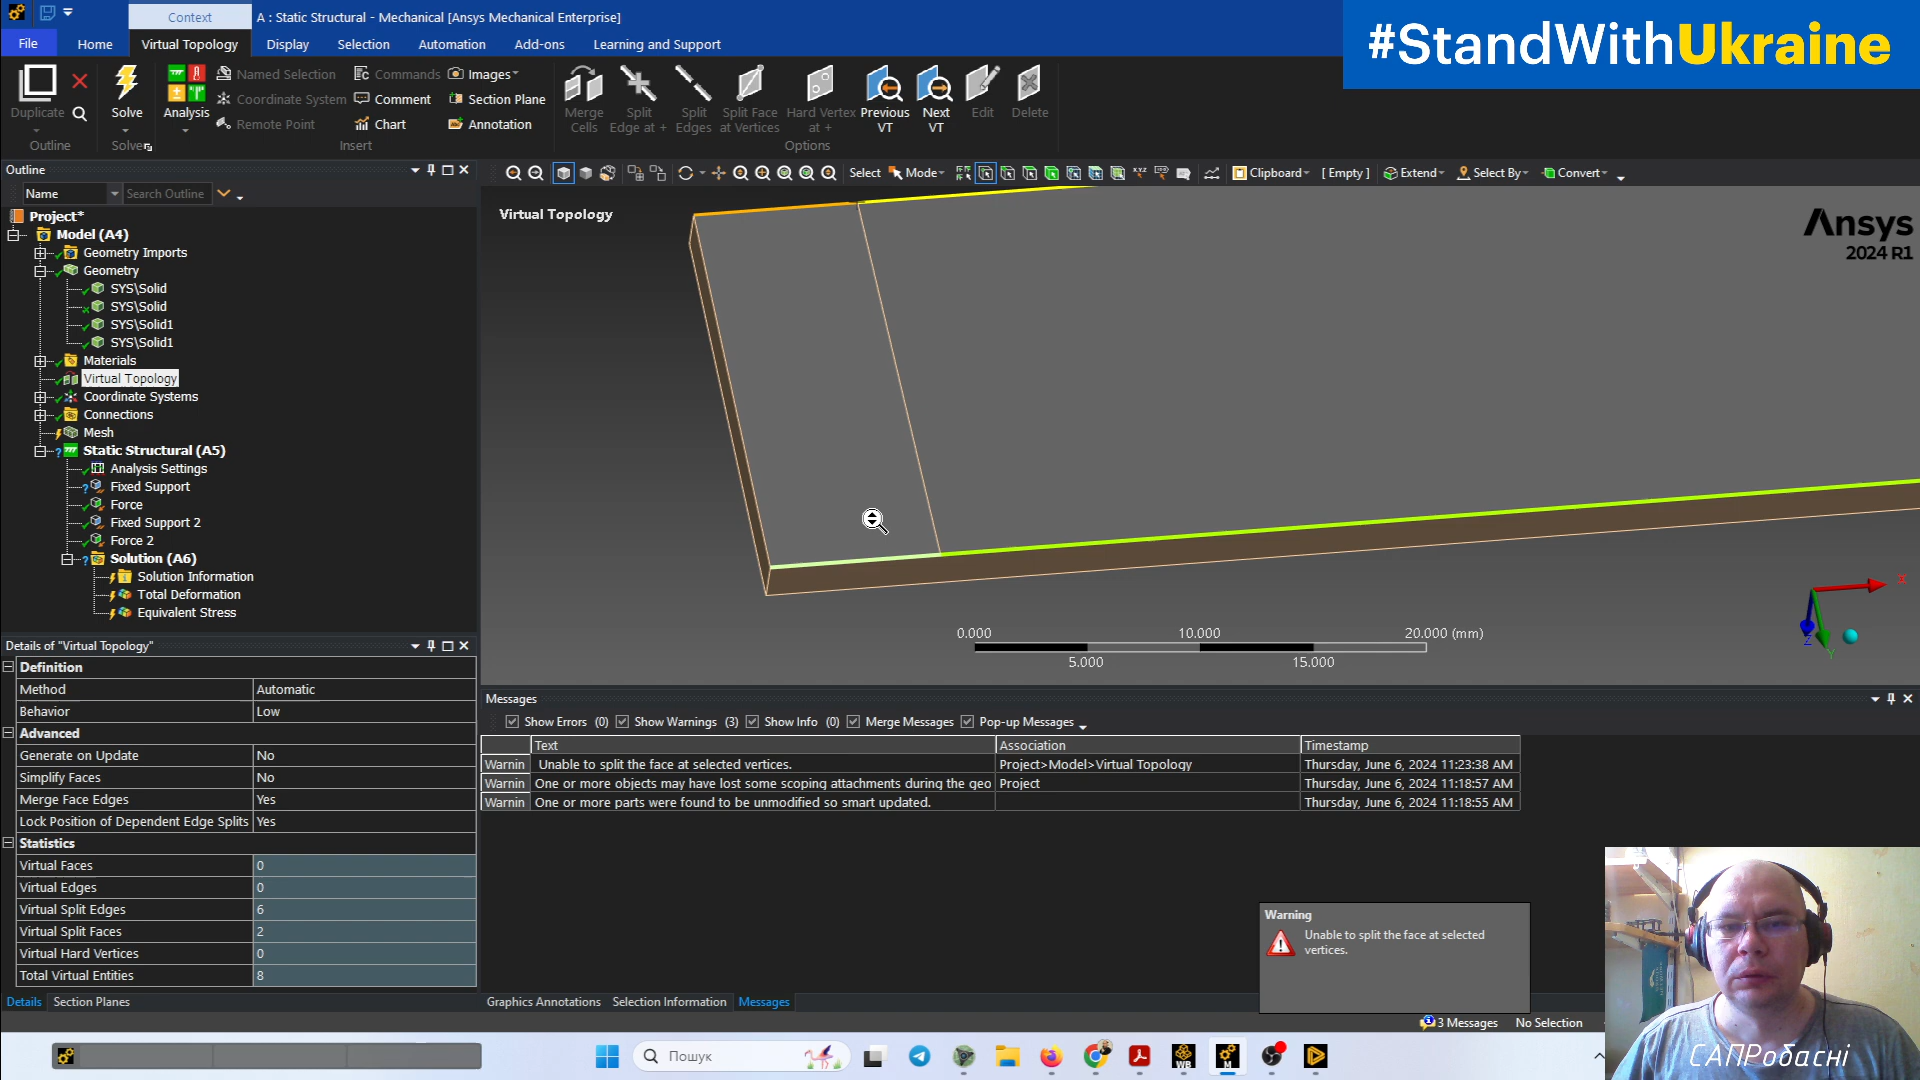 Context
A : Static Structural - Mechanical [Ansys Mechanical Enterprise]
#StandWithUkraine
File
Home
Virtual Topology
Display
Selection
Automation
Add-ons
Learning and Support
Duplicate
Solve
Analysis
Named Selection
Coordinate System
Remote Point
Commands
Comment
Chart
Images
Section Plane
Annotation
Merge Cells
Split Edge at +
Split Edges
Split Face at Vertices
Hard Vertex at +
Previous VT
Next VT
Edit
Delete
Outline
Solve
Insert
Options
Outline
Select
Mode
Clipboard
[ Empty ]
Extend
Select By
Convert
Name
Search Outline
Project*
Model (A4)
Geometry Imports
Geometry
SYS\Solid
SYS\Solid
SYS\Solid1
SYS\Solid1
Materials
Virtual Topology
Coordinate Systems
Connections
Mesh
Static Structural (A5)
Analysis Settings
Fixed Support
Force
Fixed Support 2
Force 2
Solution (A6)
Solution Information
Total Deformation
Equivalent Stress
Virtual Topology
Ansys
2024 R1
X
Z
Y
0.000
10.000
20.000 (mm)
5.000
15.000
Details of "Virtual Topology"
Definition
Method Automatic
Behavior Low
Advanced
Generate on Update No
Simplify Faces No
Merge Face Edges Yes
Lock Position of Dependent Edge Splits Yes
Statistics
Virtual Faces 0
Virtual Edges 0
Virtual Split Edges 6
Virtual Split Faces 2
Virtual Hard Vertices 0
Total Virtual Entities 8
Details
Section Planes
Messages
Show Errors (0) Show Warnings (3) Show Info (0) Merge Messages Pop-up Messages
Text Association Timestamp
Warnin Unable to split the face at selected vertices. Project>Model>Virtual Topology Thursday, June 6, 2024 11:23:38 AM
Warnin One or more objects may have lost some scoping attachments during the geo Project Thursday, June 6, 2024 11:18:57 AM
Warnin One or more parts were found to be unmodified so smart updated. Thursday, June 6, 2024 11:18:55 AM
Warning
Unable to split the face at selected
vertices.
Graphics Annotations
Selection Information
Messages
3 Messages
No Selection
Пошук
WB
M
САПРобасні